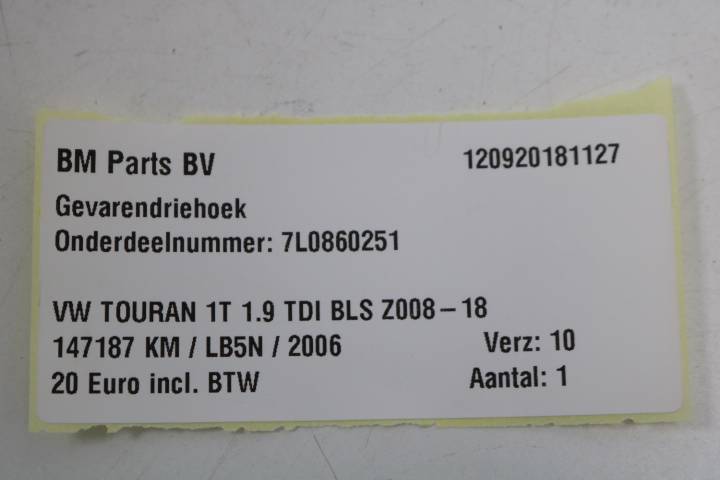 BM Parts BV 120920181127
Gevarendriehoek
Onderdeelnummer: 7L0860251
VW TOURAN 1T 1.9 TDI BLS Z008-18
147187 KM / LB5N / 2006 Verz: 10
20 Euro incl. BTW Aantal: 1